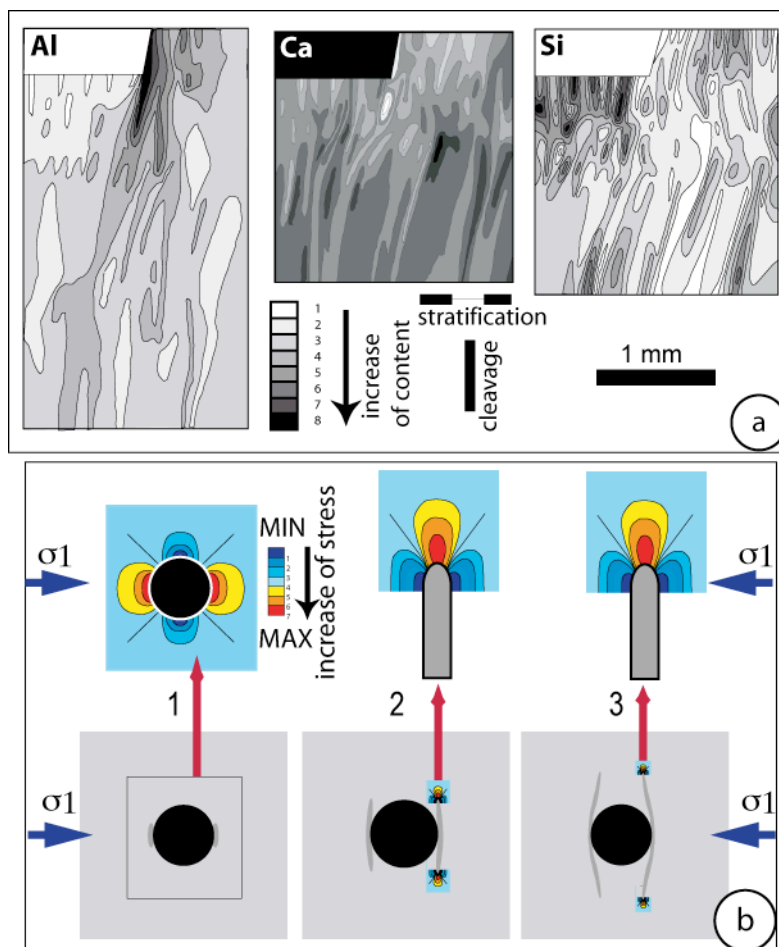 Al
Ca
Si
1
2
3
4
5
6
7
8
increase
of content
stratification
cleavage
1 mm
a
σ1
MIN
1
2
3
4
5
6
7
MAX
increase of stress
σ1
1
2
3
σ1
σ1
b